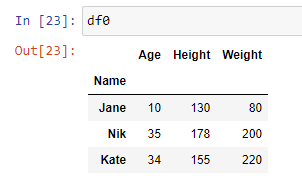 In [23]: df0
Out[23]:
Age Height Weight
Name
Jane 10 130 80
Nik 35 178 200
Kate 34 155 220